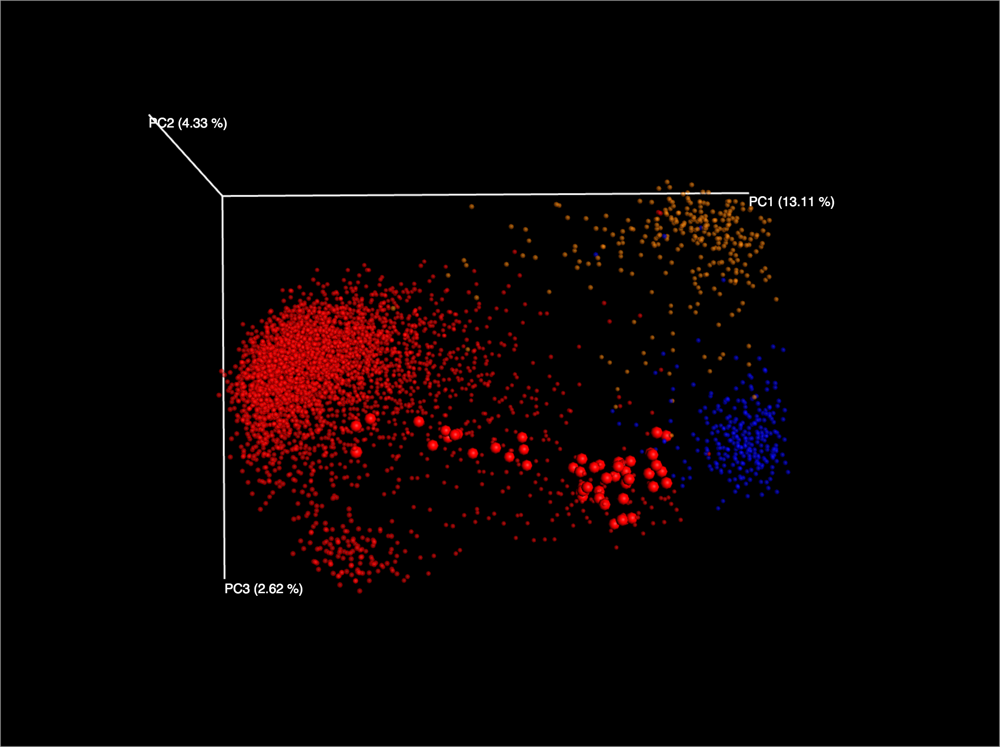 PC2 (4.33 %)
PC1 (13.11 %)
PC3 (2.62 %)